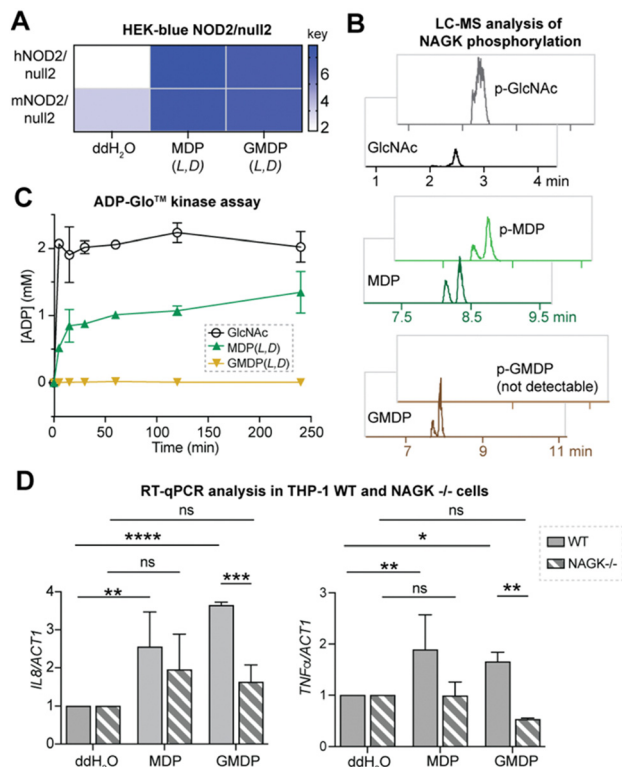 A
HEK-blue NOD2/null2
key
hNOD2/
null2
mNOD2/
null2
6
4
2
ddH₂O
MDP
(L,D)
GMDP
(L,D)
B
LC-MS analysis of
NAGK phosphorylation
p-GlcNAc
GlcNAc
1 2 3 4 min
p-MDP
MDP
7.5 8.5 9.5 min
p-GMDP
(not detectable)
GMDP
7 9 11 min
C
ADP-Glo™ kinase assay
[ADP] (mM)
2
1
0
GlcNAc
MDP(L,D)
GMDP(L,D)
0 50 100 150 200 250
Time (min)
D
RT-qPCR analysis in THP-1 WT and NAGK -/- cells
ns
****
ns
***
**
IL8/ACT1
5
4
3
2
1
0
ddH₂O MDP GMDP
ns
*
**
ns
**
TNFα/ACT1
3
2
1
0
ddH₂O MDP GMDP
WT
NAGK-/-